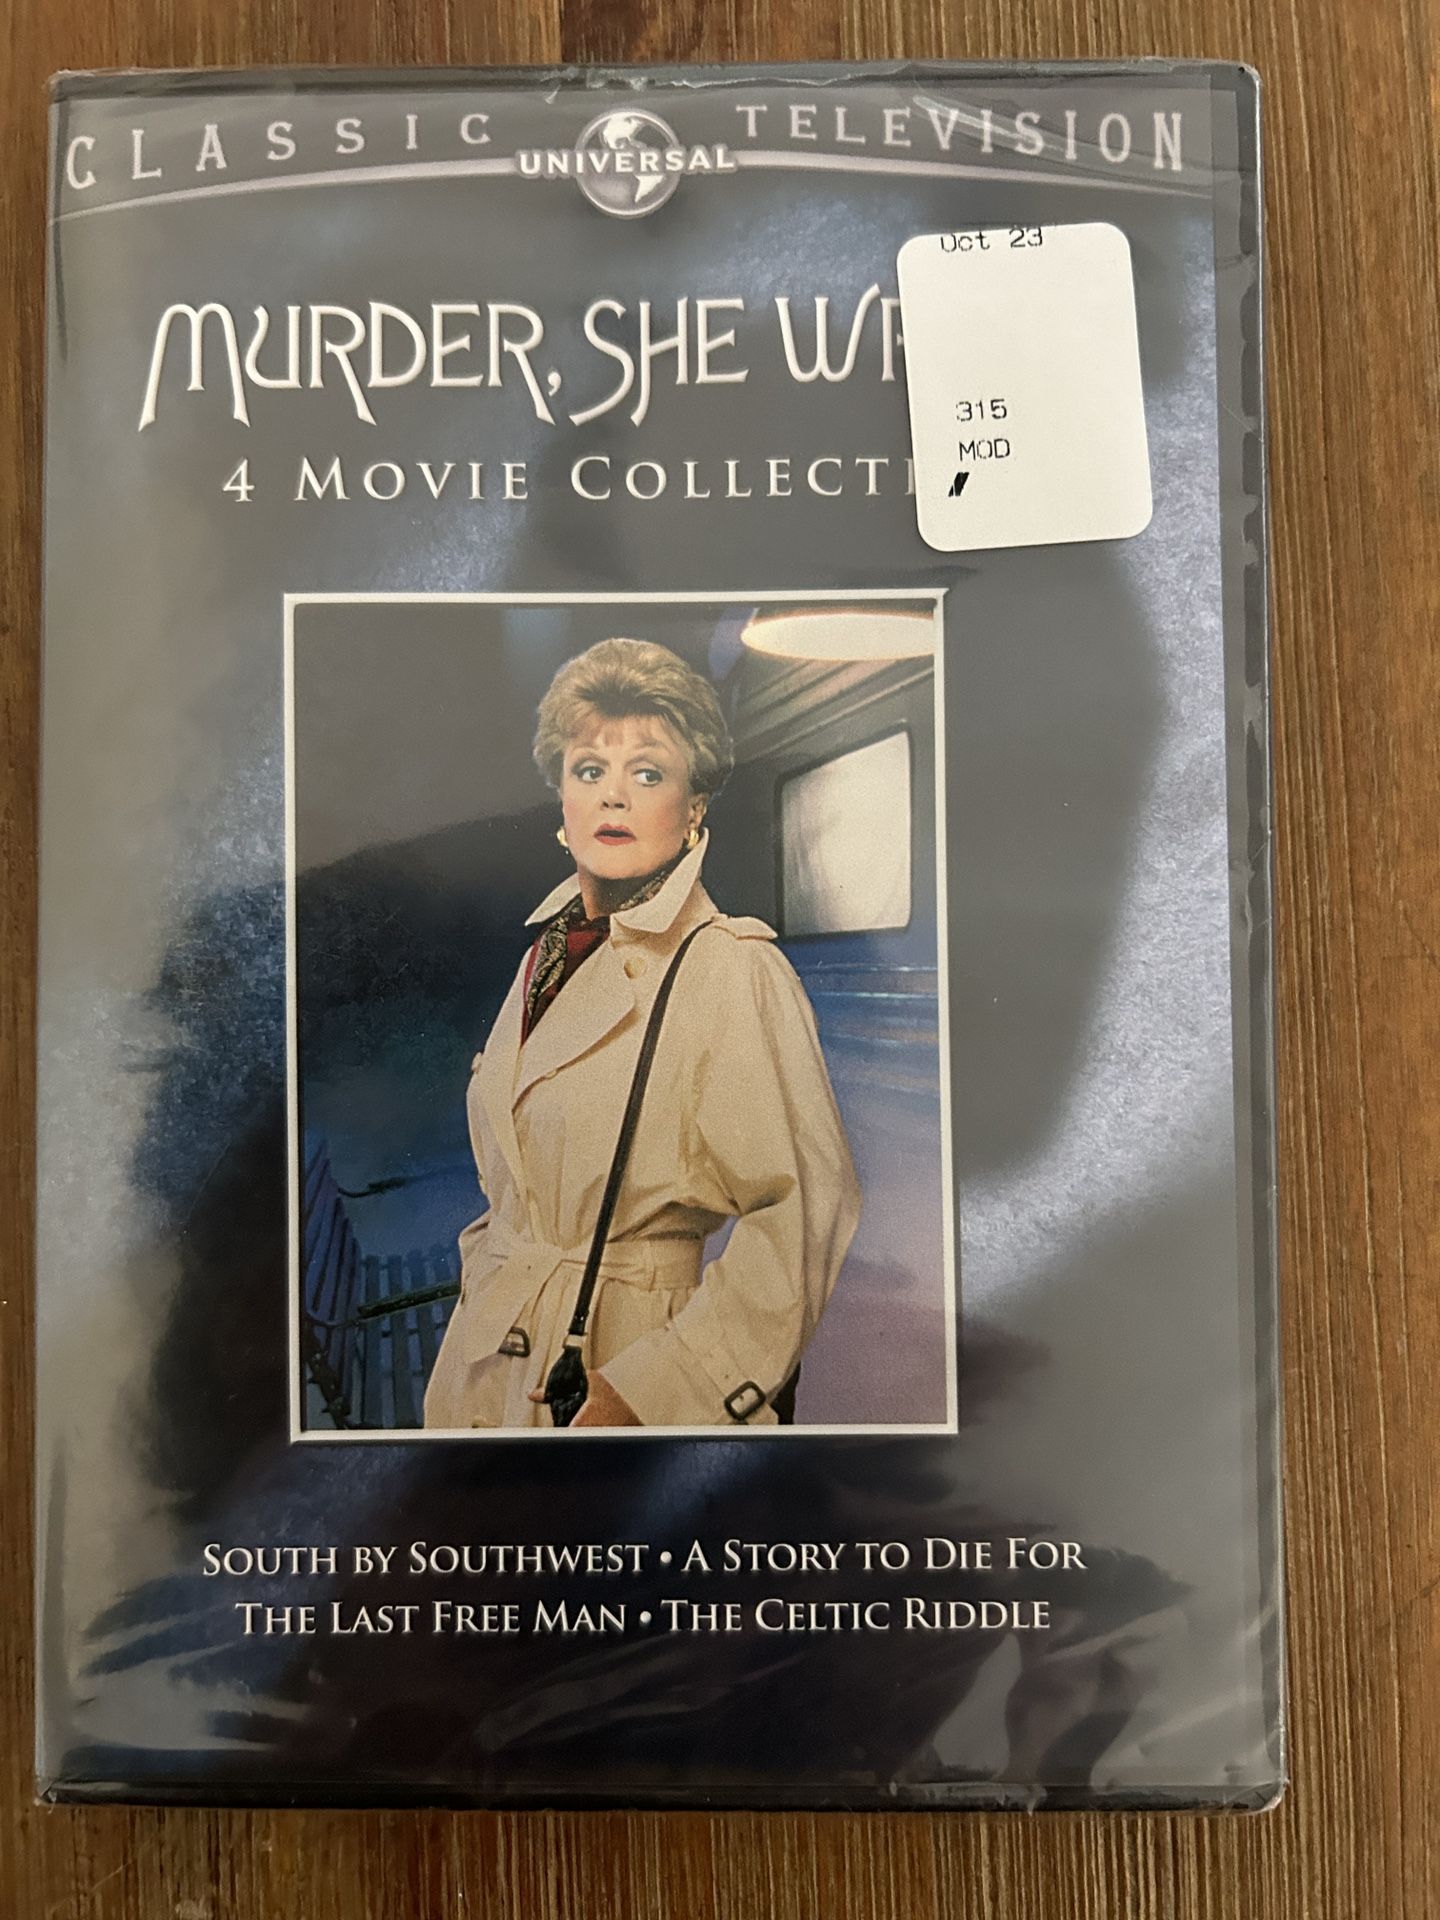 CLASSIC UNIVERSAL TELEVISION
Oct 23
MURDER, SHE WR
315
MOD
4 MOVIE COLLECTI
SOUTH BY SOUTHWEST • A STORY TO DIE FOR
THE LAST FREE MAN • THE CELTIC RIDDLE